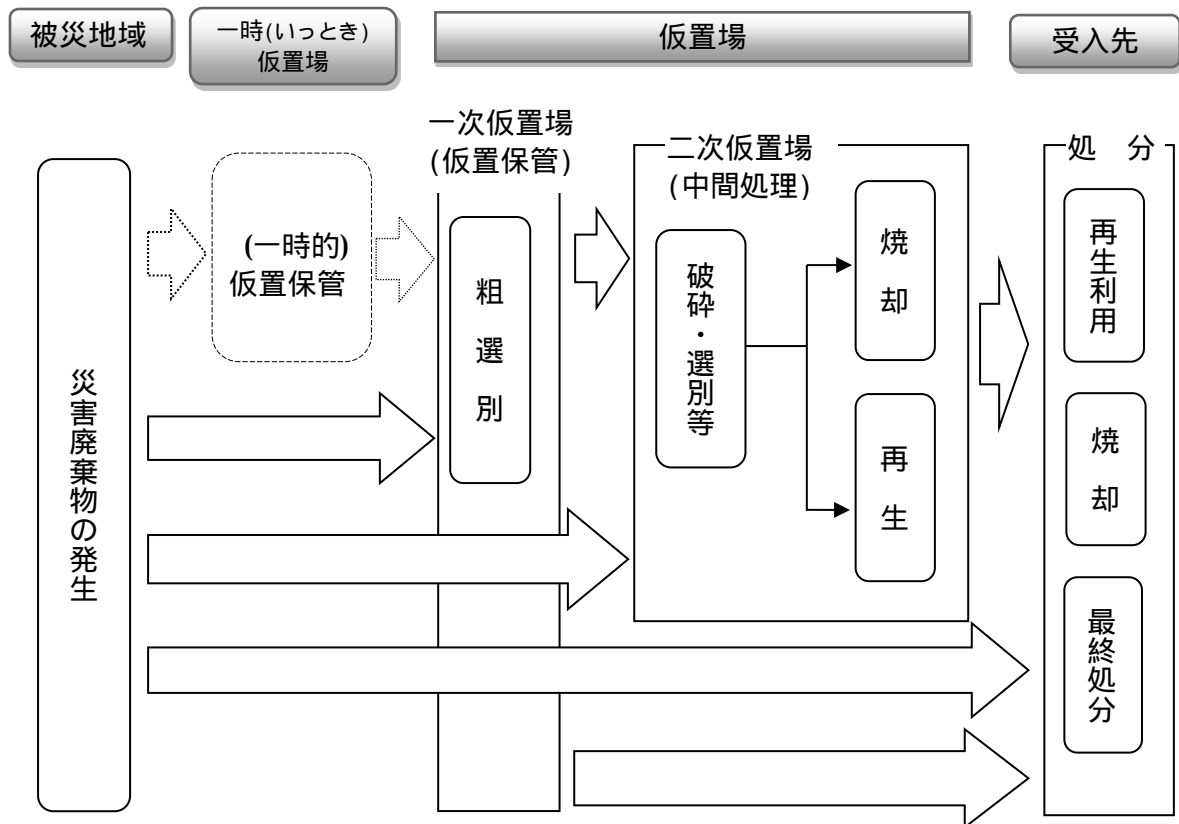 被災地域
一時(いっとき)
仮置場
仮置場
受入先
災害廃棄物の発生
(一時的)
仮置保管
一次仮置場
(仮置保管)
粗選別
二次仮置場
(中間処理)
破砕・選別等
焼却
再生
処 分
再生利用
焼却
最終処分